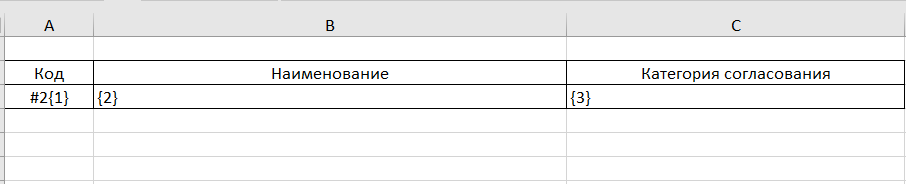 A B C
Код Наименование Категория согласования
#2{1} {2} {3}